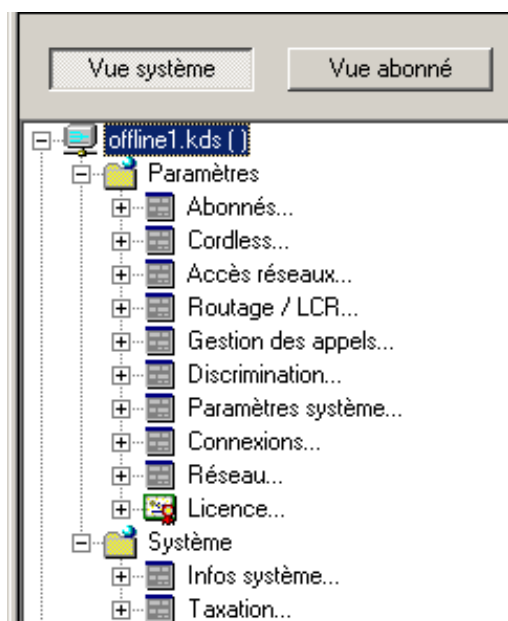 Vue système Vue abonné
offline1.kds ( )
Paramètres
Abonnés...
Cordless...
Accès réseaux...
Routage / LCR...
Gestion des appels...
Discrimination...
Paramètres système...
Connexions...
Réseau...
Licence...
Système
Infos système...
Taxation...